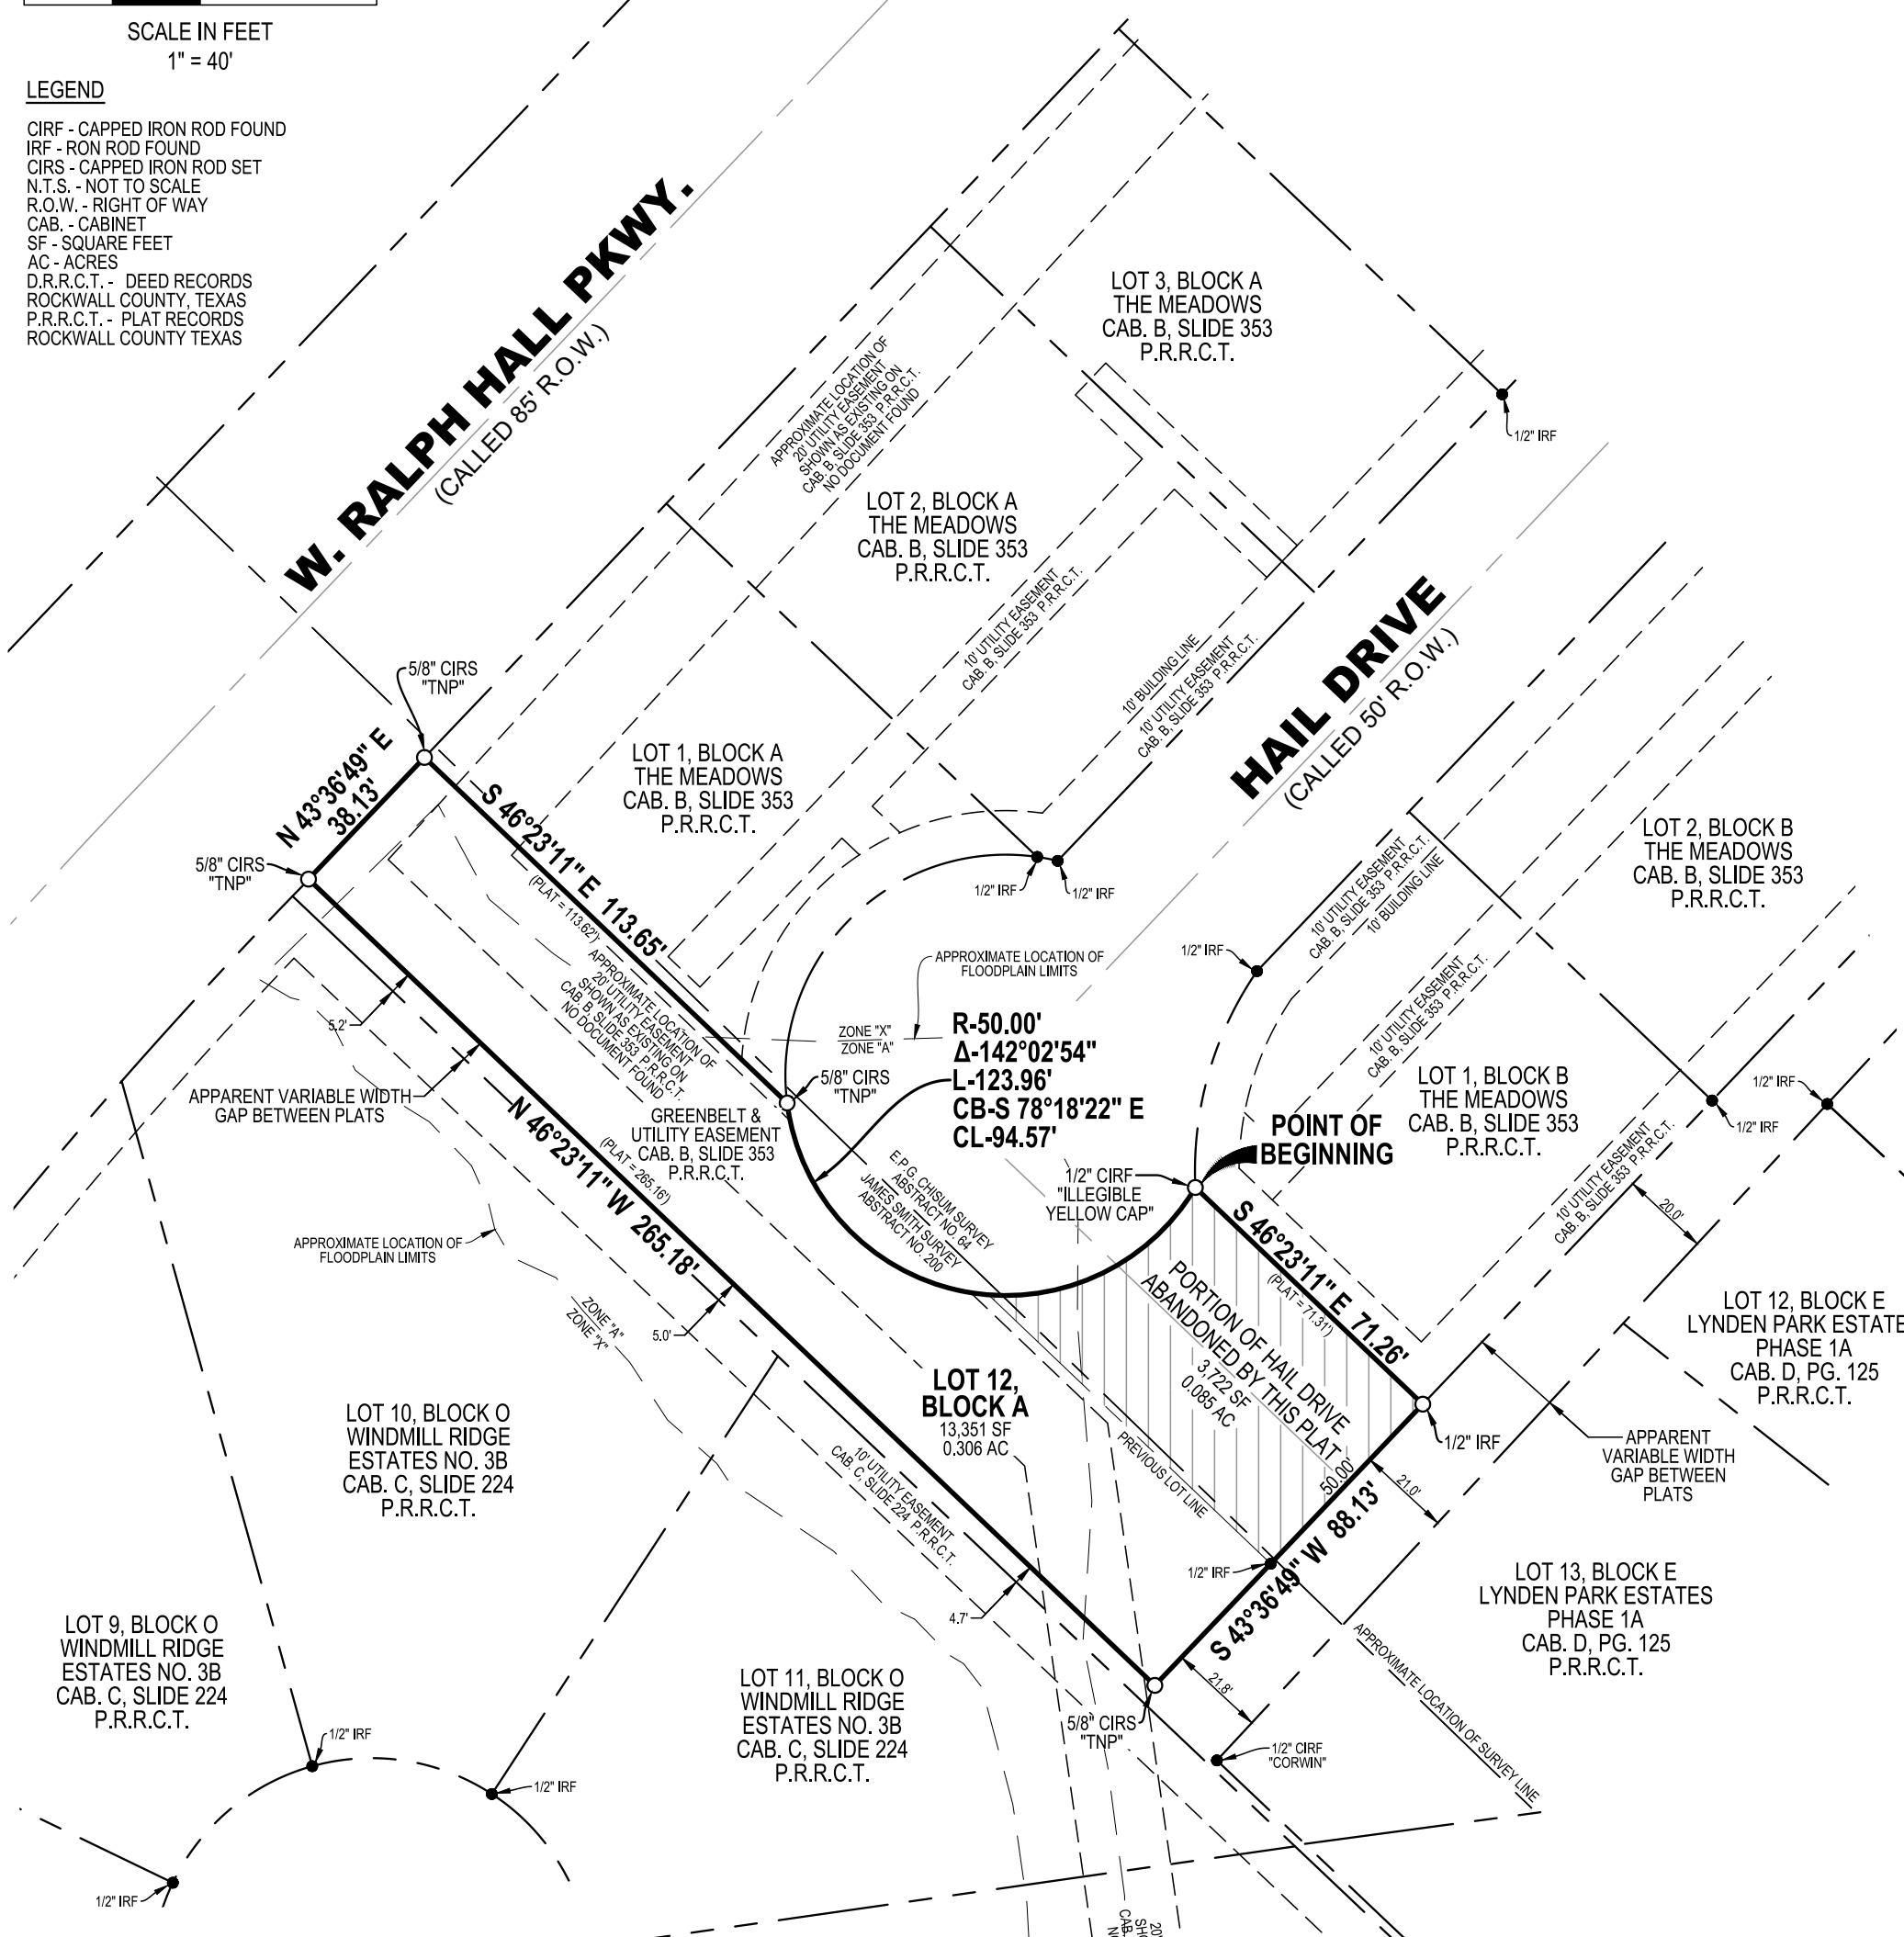 SCALE IN FEET
1" = 40'
LEGEND
CIRF - CAPPED IRON ROD FOUND
IRF - RON ROD FOUND
CIRS - CAPPED IRON ROD SET
N.T.S. - NOT TO SCALE
R.O.W. - RIGHT OF WAY
CAB. - CABINET
SF - SQUARE FEET
AC - ACRES
D.R.R.C.T. - DEED RECORDS
ROCKWALL COUNTY, TEXAS
P.R.R.C.T. - PLAT RECORDS
ROCKWALL COUNTY TEXAS
W. RALPH HALL PKWY.
(CALLED 85' R.O.W.)
LOT 3, BLOCK A
THE MEADOWS
CAB. B, SLIDE 353
P.R.R.C.T.
1/2" IRF
APPROXIMATE LOCATION OF
20' UTILITY EASEMENT
SHOWN AS EXISTING ON
CAB. B, SLIDE 353 P.R.R.C.T.
NO DOCUMENT FOUND
LOT 2, BLOCK A
THE MEADOWS
CAB. B, SLIDE 353
P.R.R.C.T.
10' UTILITY EASEMENT
CAB. B, SLIDE 353 P.R.R.C.T.
10' BUILDING LINE
10' UTILITY EASEMENT
CAB. B, SLIDE 353 P.R.R.C.T.
HAIL DRIVE
(CALLED 50' R.O.W.)
5/8" CIRS
"TNP"
N 43°36'49" E
38.13'
5/8" CIRS
"TNP"
LOT 1, BLOCK A
THE MEADOWS
CAB. B, SLIDE 353
P.R.R.C.T.
S 46°23'11" E 113.65'
(PLAT = 113.62')
1/2" IRF
1/2" IRF
10' UTILITY EASEMENT
CAB. B, SLIDE 353 P.R.R.C.T.
10' BUILDING LINE
LOT 2, BLOCK B
THE MEADOWS
CAB. B, SLIDE 353
P.R.R.C.T.
1/2" IRF
APPROXIMATE LOCATION OF
FLOODPLAIN LIMITS
ZONE "X"
ZONE "A"
R-50.00'
Δ-142°02'54"
L-123.96'
CB-S 78°18'22" E
CL-94.57'
APPROXIMATE LOCATION OF
20' UTILITY EASEMENT
SHOWN AS EXISTING ON
CAB. B, SLIDE 353 P.R.R.C.T.
NO DOCUMENT FOUND
5.2'
APPARENT VARIABLE WIDTH
GAP BETWEEN PLATS
5/8" CIRS
"TNP"
GREENBELT &
UTILITY EASEMENT
CAB. B, SLIDE 353
P.R.R.C.T.
10' UTILITY EASEMENT
CAB. B, SLIDE 353 P.R.R.C.T.
LOT 1, BLOCK B
THE MEADOWS
CAB. B, SLIDE 353
P.R.R.C.T.
1/2" IRF
1/2" IRF
POINT OF
BEGINNING
1/2" CIRF
"ILLEGIBLE
YELLOW CAP"
E.P.G. CHISUM SURVEY
ABSTRACT NO. 64
JAMES SMITH SURVEY
ABSTRACT NO. 200
N 46°23'11" W 265.18'
(PLAT = 265.16')
APPROXIMATE LOCATION OF
FLOODPLAIN LIMITS
ZONE "A"
ZONE "X"
5.0'
S 46°23'11" E 71.26'
(PLAT = 71.31')
10' UTILITY EASEMENT
CAB. B, SLIDE 353 P.R.R.C.T.
20.0'
PORTION OF HAIL DRIVE
ABANDONED BY THIS PLAT
3,722 SF
0.085 AC
LOT 12, BLOCK E
LYNDEN PARK ESTATE
PHASE 1A
CAB. D, PG. 125
P.R.R.C.T.
LOT 12,
BLOCK A
13,351 SF
0.306 AC
PREVIOUS LOT LINE
1/2" IRF
APPARENT
VARIABLE WIDTH
GAP BETWEEN
PLATS
50.00'
21.0'
LOT 10, BLOCK O
WINDMILL RIDGE
ESTATES NO. 3B
CAB. C, SLIDE 224
P.R.R.C.T.
10' UTILITY EASEMENT
CAB. C, SLIDE 224 P.R.R.C.T.
S 43°36'49" W 88.13'
1/2" IRF
4.7'
LOT 13, BLOCK E
LYNDEN PARK ESTATES
PHASE 1A
CAB. D, PG. 125
P.R.R.C.T.
LOT 9, BLOCK O
WINDMILL RIDGE
ESTATES NO. 3B
CAB. C, SLIDE 224
P.R.R.C.T.
LOT 11, BLOCK O
WINDMILL RIDGE
ESTATES NO. 3B
CAB. C, SLIDE 224
P.R.R.C.T.
21.8'
5/8" CIRS
"TNP"
1/2" CIRF
"CORWIN"
APPROXIMATE LOCATION OF SURVEY LINE
1/2" IRF
1/2" IRF
1/2" IRF
20'
SHO
CAB.
NO